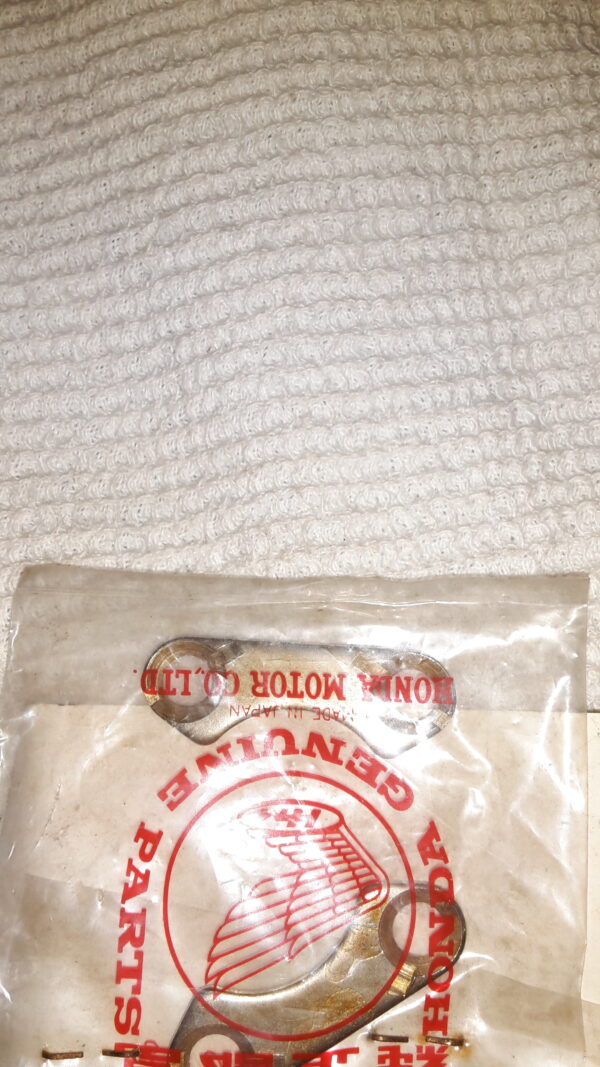 HONDA GENUINE PARTS
MADE IN JAPAN
HONDA MOTOR CO.,LTD.